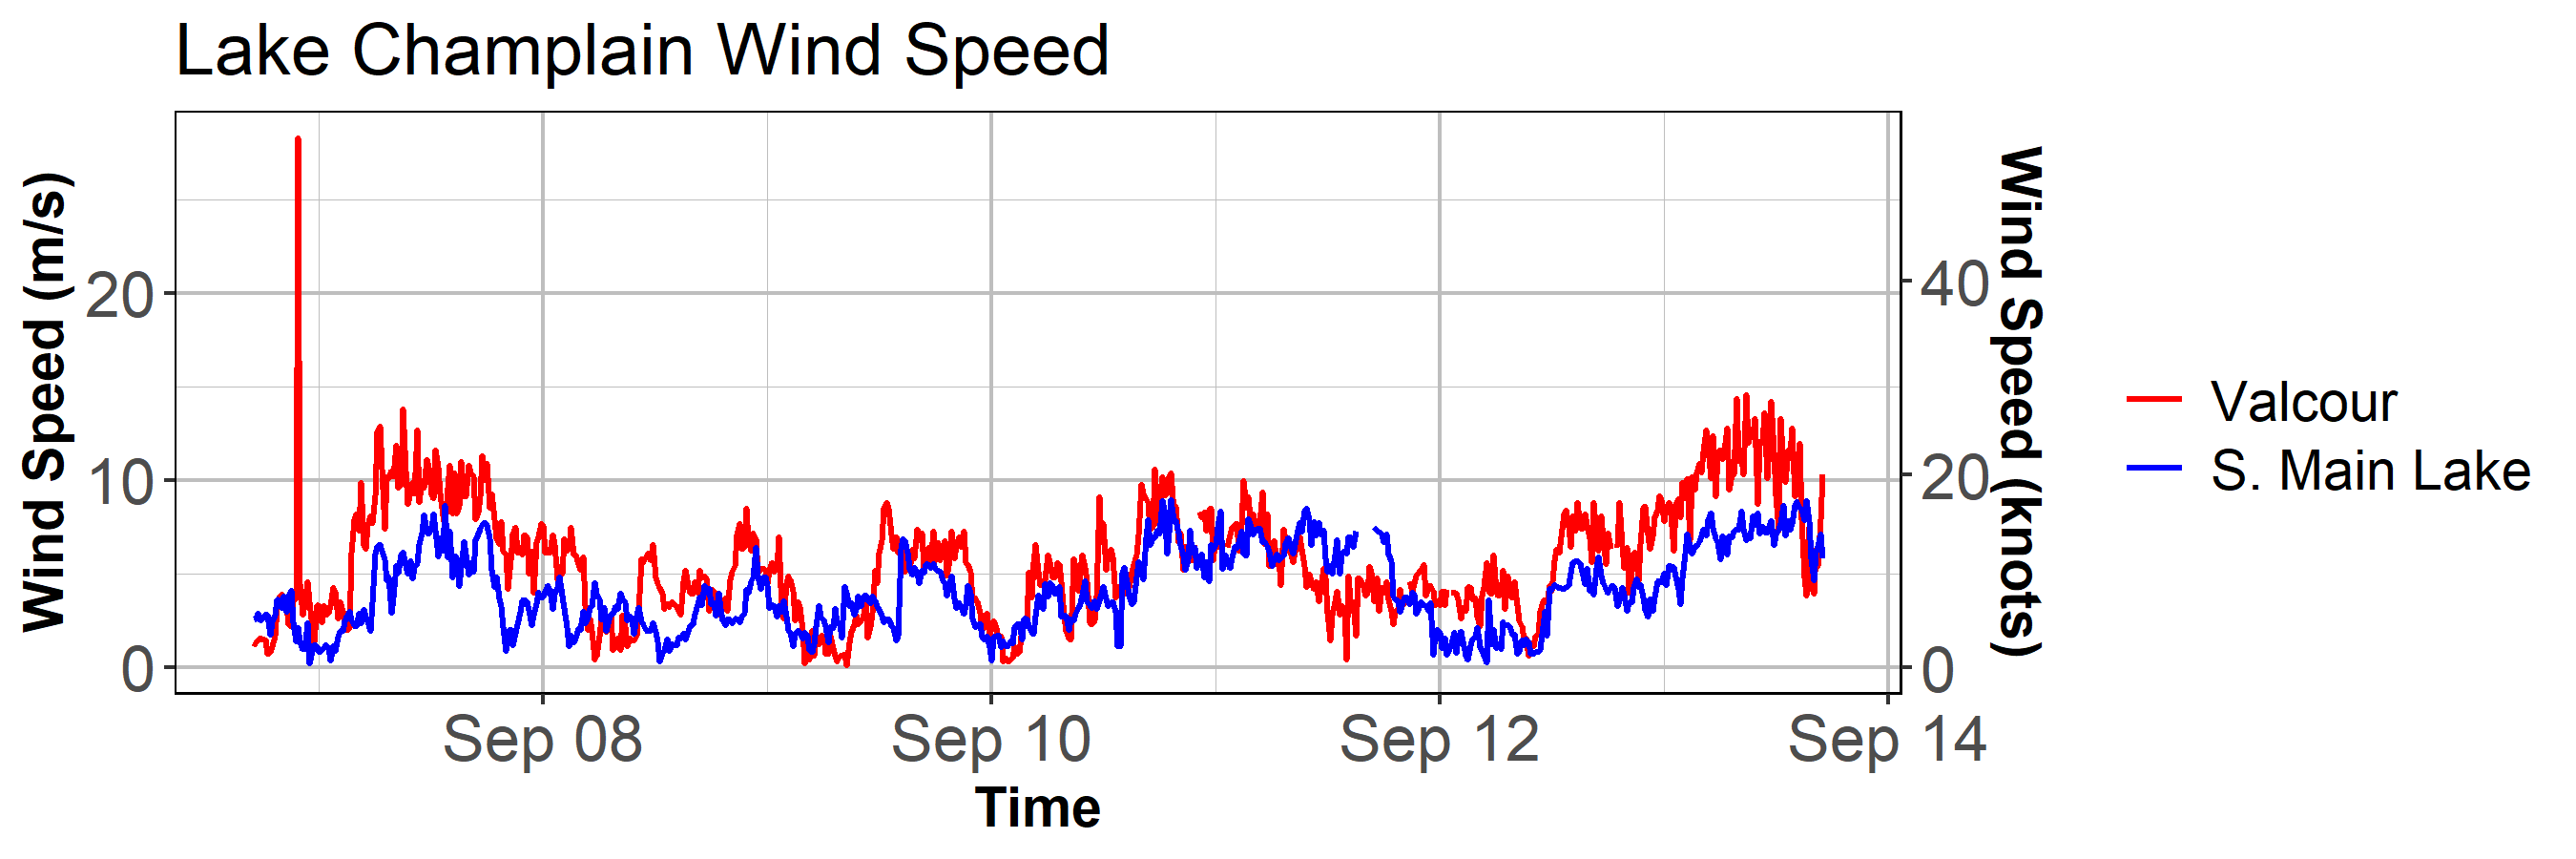 Lake Champlain Wind Speed
Wind Speed (m/s)
20
10
0
40
20
0
Wind Speed (knots)
Sep 08
Sep 10
Sep 12
Sep 14
Time
Valcour
S. Main Lake